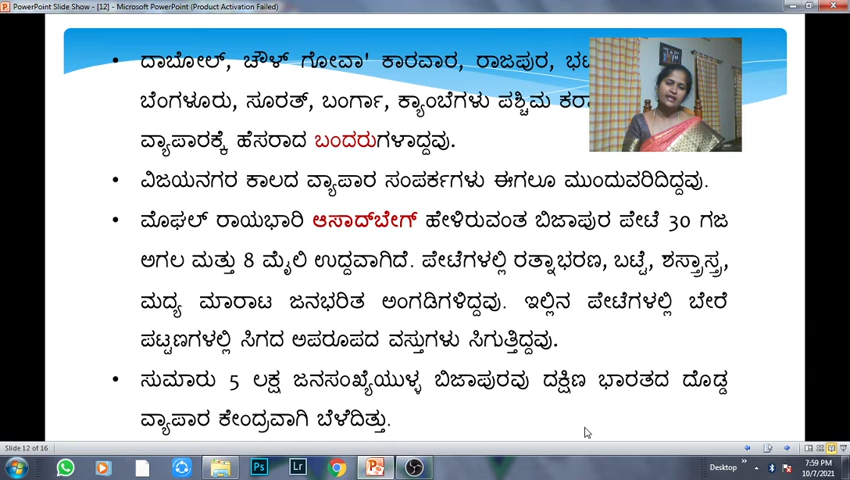 PowerPoint Slide Show - [12] - Microsoft PowerPoint (Product Activation Failed)
ದಾಬೋಲ್, ಚೌಳ್ ಗೋವಾ' ಕಾರವಾರ, ರಾಜಪುರ,
ಬೆಂಗಳೂರು, ಸೂರತ್, ಬಂರ್ಗಾ, ಕ್ಯಾಂಬೆಗಳು ಪಶ್ಚಿಮ
ವ್ಯಾಪಾರಕ್ಕೆ ಹೆಸರಾದ ಬಂದರುಗಳಾದ್ದವು.
• ವಿಜಯನಗರ ಕಾಲದ ವ್ಯಾಪಾರ ಸಂಪರ್ಕಗಳು ಈಗಲೂ ಮುಂದುವರಿದಿದ್ದವು.
• ಮೊಘಲ್ ರಾಯಭಾರಿ ಆಸಾದ್‌ಬೇಗ್ ಹೇಳಿರುವಂತ ಬಿಜಾಪುರ ಪೇಟೆ 30 ಗಜ
ಅಗಲ ಮತ್ತು 8 ಮೈಲಿ ಉದ್ದವಾಗಿದೆ. ಪೇಟೆಗಳಲ್ಲಿ ರತ್ನಾಭರಣ, ಬಟ್ಟೆ, ಶಸ್ತ್ರಾಸ್ತ್ರ,
ಮದ್ಯ ಮಾರಾಟ ಜನಭರಿತ ಅಂಗಡಿಗಳಿದ್ದವು. ಇಲ್ಲಿನ ಪೇಟೆಗಳಲ್ಲಿ ಬೇರೆ
ಪಟ್ಟಣಗಳಲ್ಲಿ ಸಿಗದ ಅಪರೂಪದ ವಸ್ತುಗಳು ಸಿಗುತ್ತಿದ್ದವು.
• ಸುಮಾರು 5 ಲಕ್ಷ ಜನಸಂಖ್ಯೆಯುಳ್ಳ ಬಿಜಾಪುರವು ದಕ್ಷಿಣ ಭಾರತದ ದೊಡ್ಡ
ವ್ಯಾಪಾರ ಕೇಂದ್ರವಾಗಿ ಬೆಳೆದಿತ್ತು.
Slide 12 of 16
Ps
Lr
Desktop
7:59 PM
10/7/2021